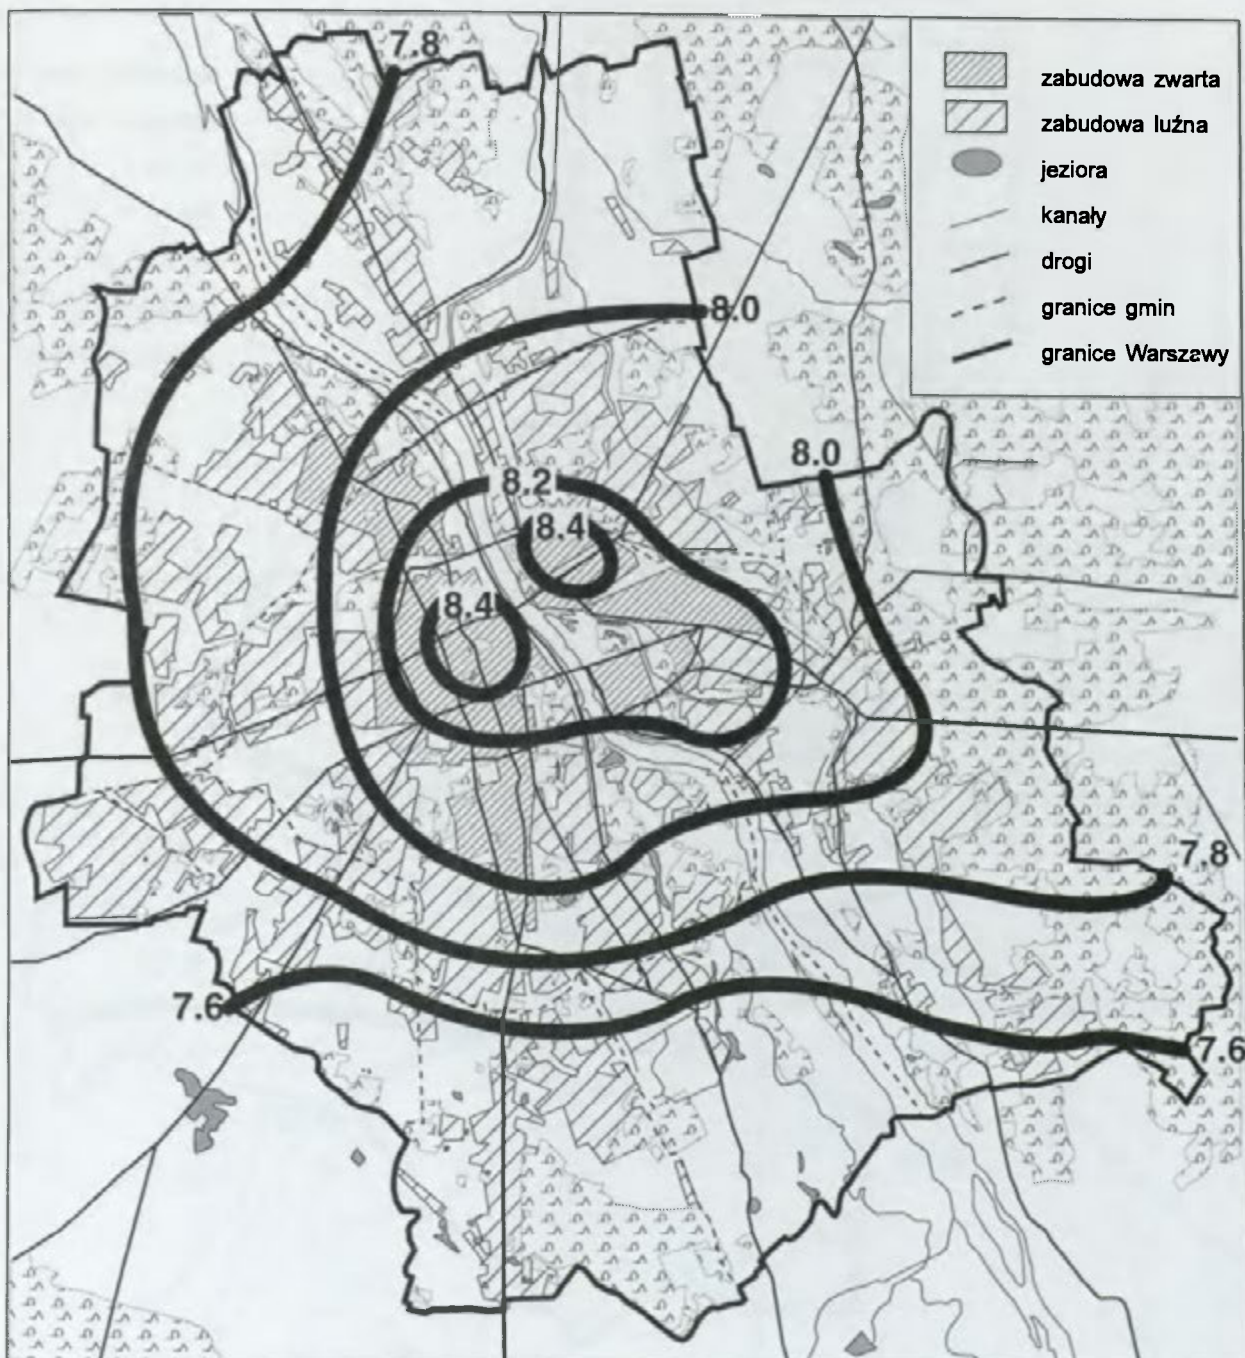 7.8
zabudowa zwarta
zabudowa luźna
jeziora
kanały
drogi
granice gmin
granice Warszawy
8.0
8.0
8.2
8.4
8.4
7.8
7.6
7.6